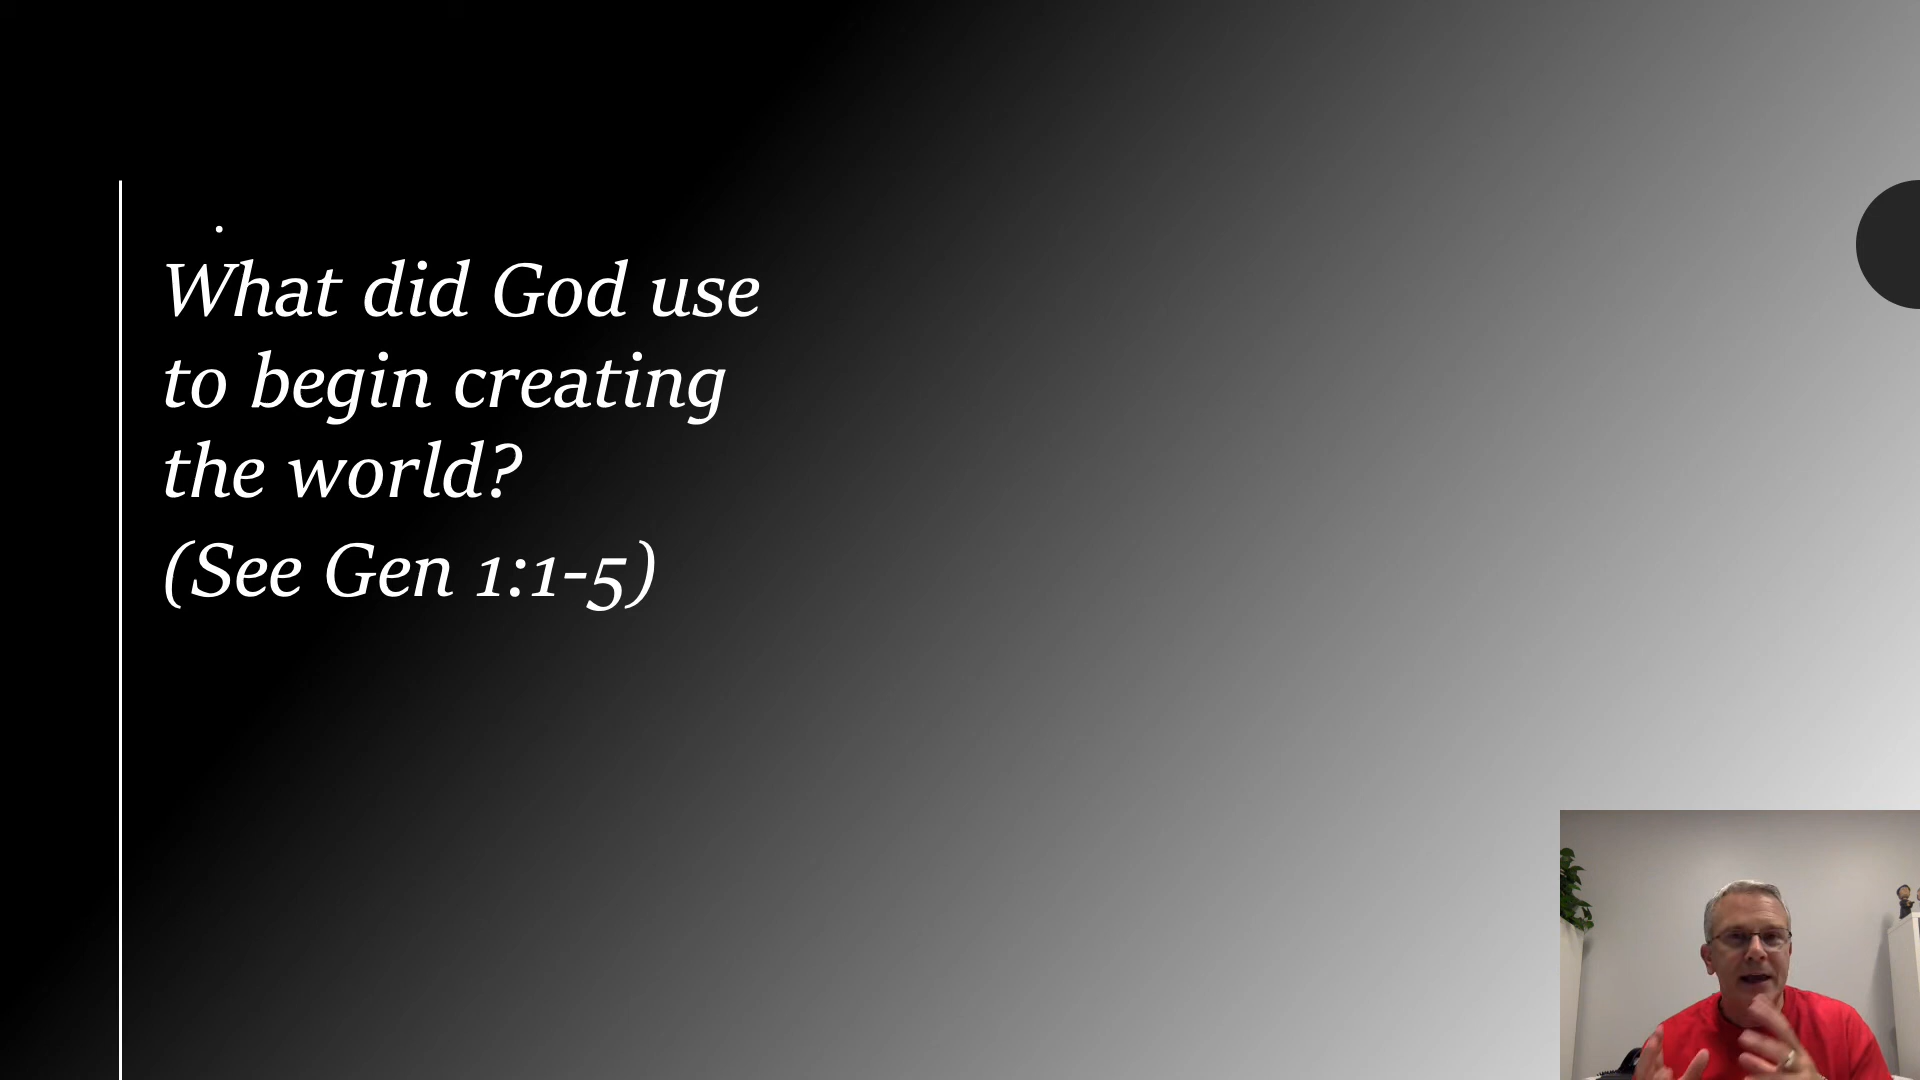 What did God use
to begin creating
the world?
(See Gen 1:1-5)